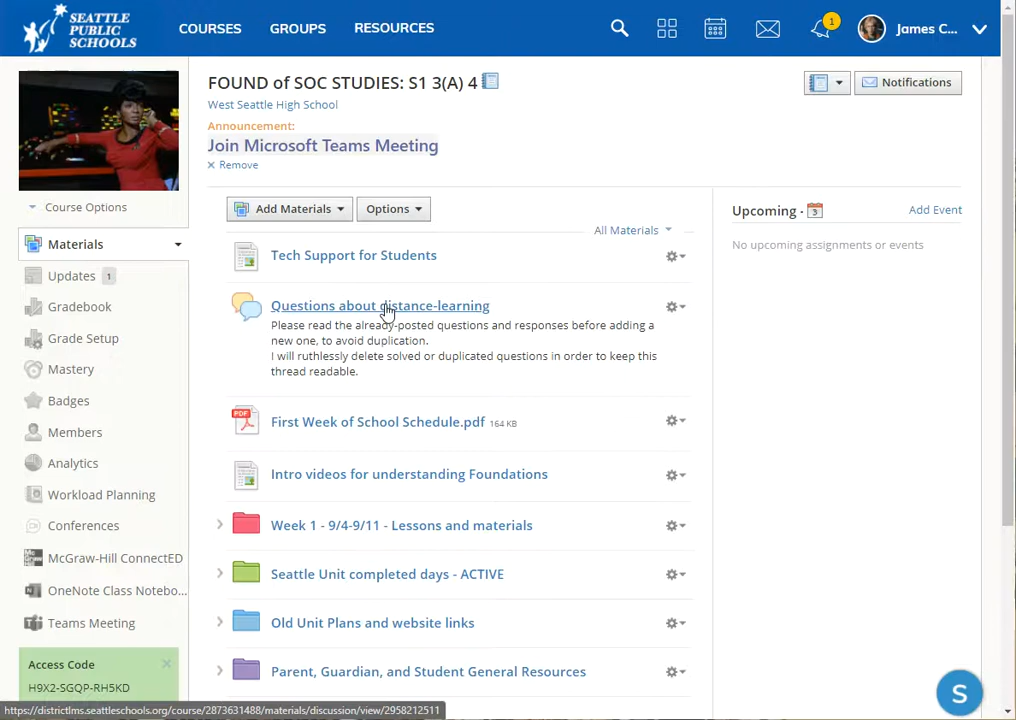 SEATTLE
PUBLIC
SCHOOLS
COURSES
GROUPS
RESOURCES
1
James C...
FOUND of SOC STUDIES: S1 3(A) 4
West Seattle High School
Notifications
Announcement:
Join Microsoft Teams Meeting
× Remove
Course Options
Materials
Updates 1
Gradebook
Grade Setup
Mastery
Badges
Members
Analytics
Workload Planning
Conferences
McGraw-Hill ConnectED
OneNote Class Notebo...
Teams Meeting
Access Code
H9X2-SGQP-RH5KD
Add Materials
Options
All Materials
Tech Support for Students
Questions about distance-learning
Please read the already-posted questions and responses before adding a
new one, to avoid duplication.
I will ruthlessly delete solved or duplicated questions in order to keep this
thread readable.
PDF
First Week of School Schedule.pdf 164 KB
Intro videos for understanding Foundations
Week 1 - 9/4-9/11 - Lessons and materials
Seattle Unit completed days - ACTIVE
Old Unit Plans and website links
Parent, Guardian, and Student General Resources
Upcoming · 3
Add Event
No upcoming assignments or events
S
https://districtlms.seattleschools.org/course/2873631488/materials/discussion/view/2958212511